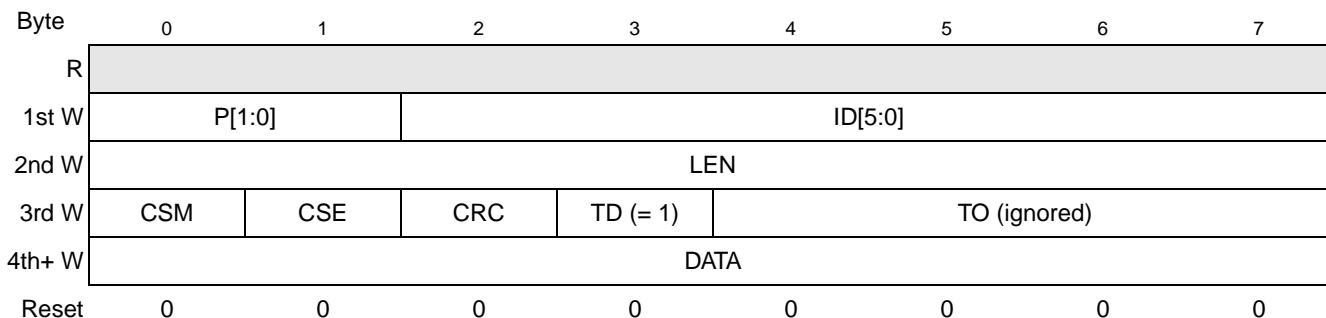 Byte 0 1 2 3 4 5 6 7
R
1st W P[1:0] ID[5:0]
2nd W LEN
3rd W CSM CSE CRC TD (= 1) TO (ignored)
4th+ W DATA
Reset 0 0 0 0 0 0 0 0